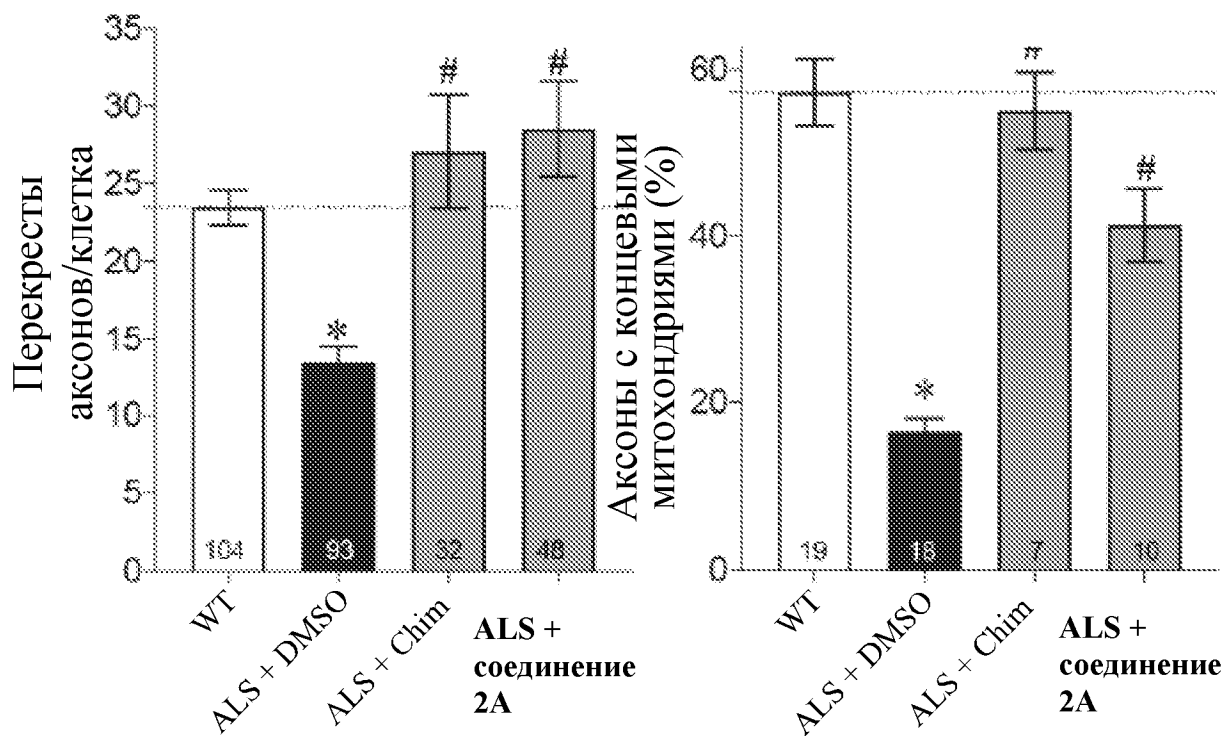 Перекресты
аксонов/клетка
35
30
25
20
15
10
5
0
#
#
*
104
93
32
48
WT
ALS + DMSO
ALS + Chim
ALS +
соединение
2A
Аксоны с концевыми
митохондриями (%)
60
40
20
0
#
#
*
19
18
7
WT
ALS + DMSO
ALS + Chim
ALS +
соединение
2A